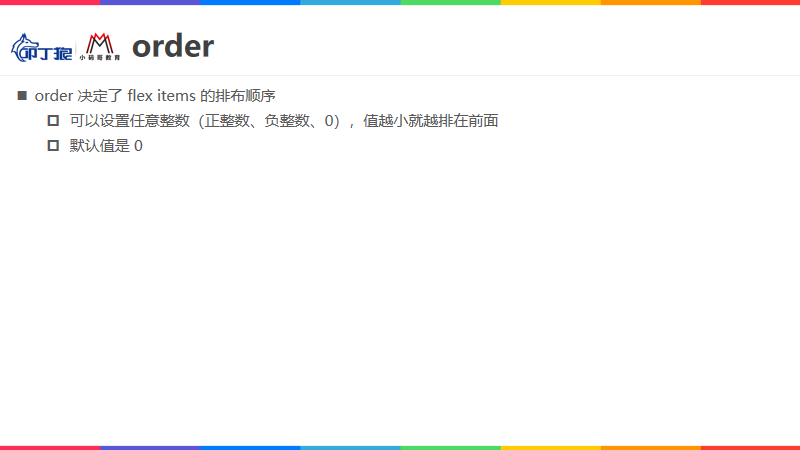 叩丁狼
小码哥教育
order
order 决定了 flex items 的排布顺序
可以设置任意整数（正整数、负整数、0），值越小就越排在前面
默认值是 0